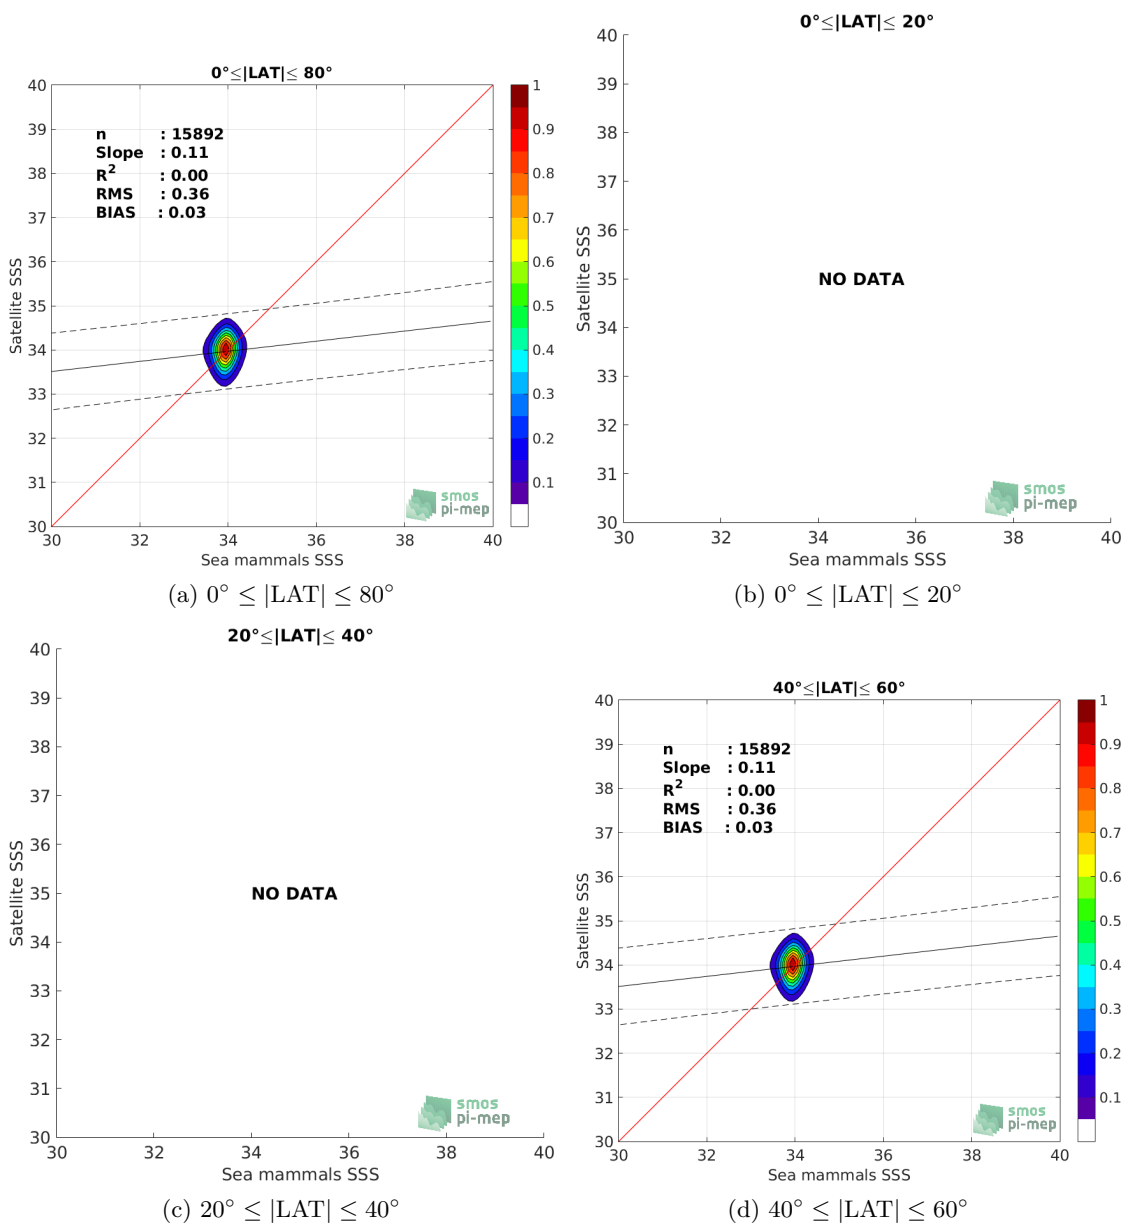 0°≤|LAT|≤ 80°
40
39
38
37
36
35
34
33
32
31
30
Satellite SSS
n : 15892
Slope : 0.11
R² : 0.00
RMS : 0.36
BIAS : 0.03
smos
pi-mep
30 32 34 36 38 40
Sea mammals SSS
1
0.9
0.8
0.7
0.6
0.5
0.4
0.3
0.2
0.1
(a) 0° ≤ |LAT| ≤ 80°
0°≤|LAT|≤ 20°
40
39
38
37
36
35
34
33
32
31
30
Satellite SSS
NO DATA
smos
pi-mep
30 32 34 36 38 40
Sea mammals SSS
(b) 0° ≤ |LAT| ≤ 20°
20°≤|LAT|≤ 40°
40
39
38
37
36
35
34
33
32
31
30
Satellite SSS
NO DATA
smos
pi-mep
30 32 34 36 38 40
Sea mammals SSS
(c) 20° ≤ |LAT| ≤ 40°
40°≤|LAT|≤ 60°
40
39
38
37
36
35
34
33
32
31
30
Satellite SSS
n : 15892
Slope : 0.11
R² : 0.00
RMS : 0.36
BIAS : 0.03
smos
pi-mep
30 32 34 36 38 40
Sea mammals SSS
1
0.9
0.8
0.7
0.6
0.5
0.4
0.3
0.2
0.1
(d) 40° ≤ |LAT| ≤ 60°